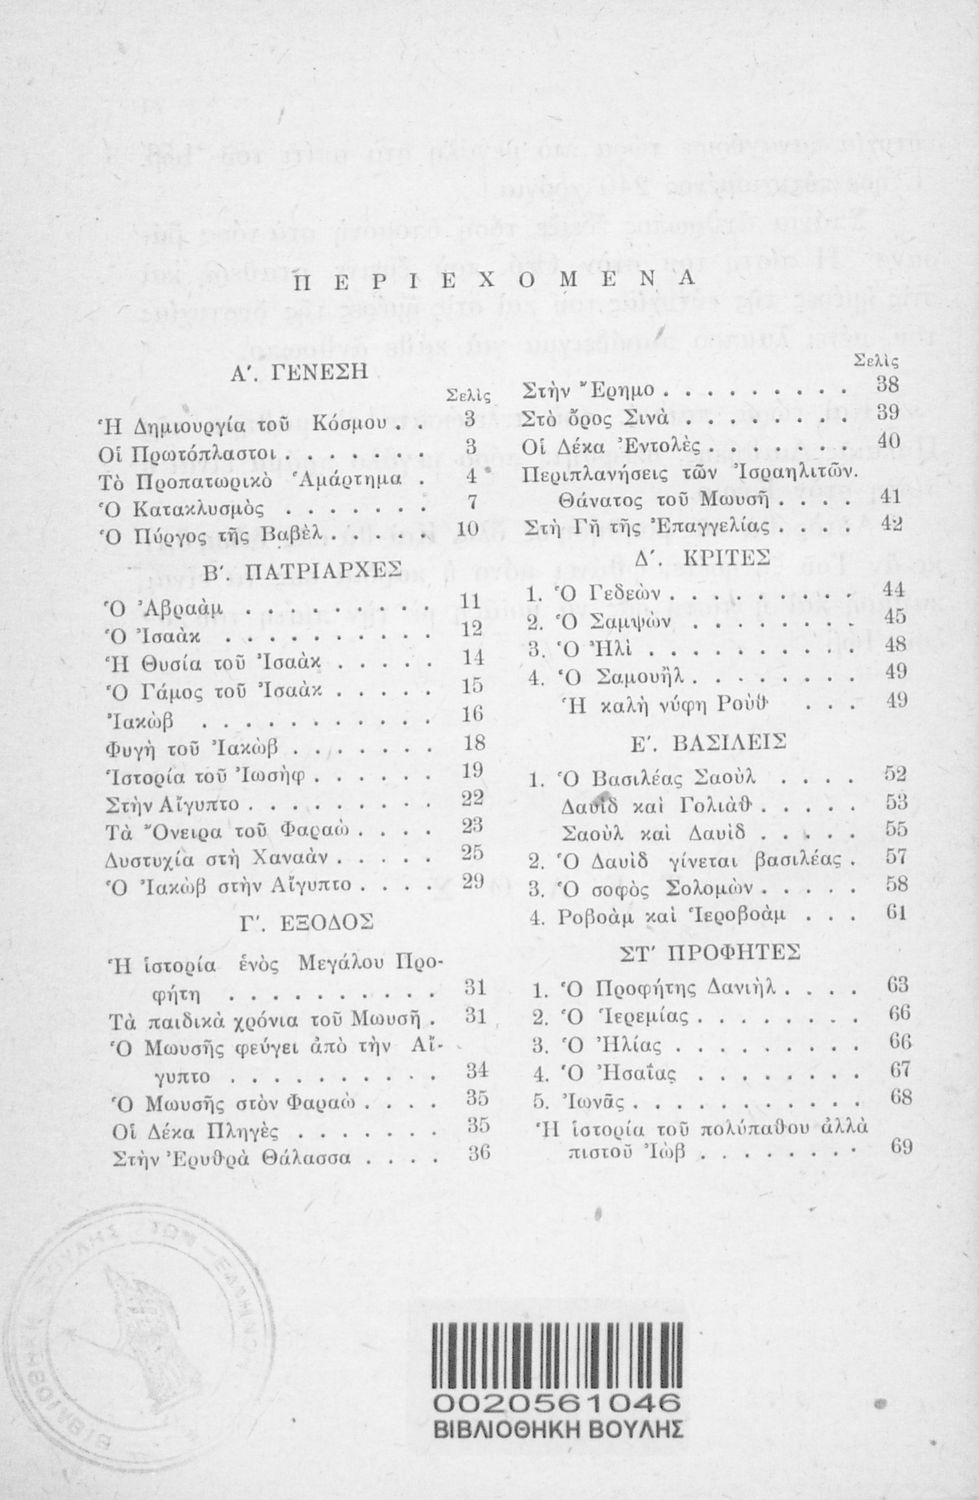 ΠΕΡΙΕΧΟΜΕΝΑ
Α'. ΓΕΝΕΣΗ
Σελὶς
Ἡ Δημιουργία τοῦ Κόσμου . . 3
Οἱ Πρωτόπλαστοι . . . . . . 3
Τὸ Προπατωρικὸ Ἁμάρτημα . 4
Ὁ Κατακλυσμὸς . . . . . . . 7
Ὁ Πύργος τῆς Βαβὲλ . . . . . 10
Β'. ΠΑΤΡΙΑΡΧΕΣ
Ὁ Ἀβραὰμ . . . . . . . . . 11
Ὁ Ἰσαὰκ . . . . . . . . . . 12
Ἡ Θυσία τοῦ Ἰσαὰκ . . . . . 14
Ὁ Γάμος τοῦ Ἰσαὰκ . . . . . 15
Ἰακὼβ . . . . . . . . . . . 16
Φυγὴ τοῦ Ἰακὼβ . . . . . . . 18
Ἱστορία τοῦ Ἰωσὴφ . . . . . . 19
Στὴν Αἴγυπτο . . . . . . . . . 22
Τὰ Ὄνειρα τοῦ Φαραὼ . . . . 23
Δυστυχία στὴ Χαναὰν . . . . . 25
Ὁ Ἰακὼβ στὴν Αἴγυπτο . . . . 29
Γ'. ΕΞΟΔΟΣ
Ἡ ἱστορία ἑνὸς Μεγάλου Προ-
φήτη . . . . . . . . . . 31
Τὰ παιδικὰ χρόνια τοῦ Μωυσῆ . 31
Ὁ Μωυσῆς φεύγει ἀπὸ τὴν Αἴ-
γυπτο . . . . . . . . . . 34
Ὁ Μωυσῆς στὸν Φαραὼ . . . . 35
Οἱ Δέκα Πληγὲς . . . . . . . 35
Στὴν Ἐρυθρὰ Θάλασσα . . . . 36
Σελὶς
Στὴν Ἔρημο . . . . . . . . . 38
Στὸ ὄρος Σινὰ . . . . . . . . 39
Οἱ Δέκα Ἐντολὲς . . . . . . . 40
Περιπλανήσεις τῶν Ἰσραηλιτῶν.
Θάνατος τοῦ Μωυσῆ . . . . 41
Στὴ Γῆ τῆς Ἐπαγγελίας . . . . 42
Δ'. ΚΡΙΤΕΣ
1. Ὁ Γεδεὼν . . . . . . . . . 44
2. Ὁ Σαμψὼν . . . . . . . . 45
3. Ὁ Ἠλὶ . . . . . . . . . . 48
4. Ὁ Σαμουὴλ . . . . . . . . 49
Ἡ καλὴ νύφη Ρούθ . . . 49
Ε'. ΒΑΣΙΛΕΙΣ
1. Ὁ Βασιλέας Σαοὺλ . . . . 52
Δαυῒδ καὶ Γολιὰθ . . . . . 53
Σαοὺλ καὶ Δαυὶδ . . . . . 55
2. Ὁ Δαυὶδ γίνεται βασιλέας . 57
3. Ὁ σοφὸς Σολομὼν . . . . . 58
4. Ροβοὰμ καὶ Ἱεροβοὰμ . . . 61
ΣΤ' ΠΡΟΦΗΤΕΣ
1. Ὁ Προφήτης Δανιὴλ . . . . 63
2. Ὁ Ἱερεμίας . . . . . . . . 66
3. Ὁ Ἠλίας . . . . . . . . . 66
4. Ὁ Ἠσαΐας . . . . . . . . 67
5. Ἰωνᾶς . . . . . . . . . . . 68
Ἡ ἱστορία τοῦ πολύπαθου ἀλλὰ
πιστοῦ Ἰὼβ . . . . . . . . 69
ΒΙΒΛΙΟΘΗΚΗ ΒΟΥΛΗΣ ΤΩΝ ΕΛΛΗΝΩΝ
0020561046
ΒΙΒΛΙΟΘΗΚΗ ΒΟΥΛΗΣ